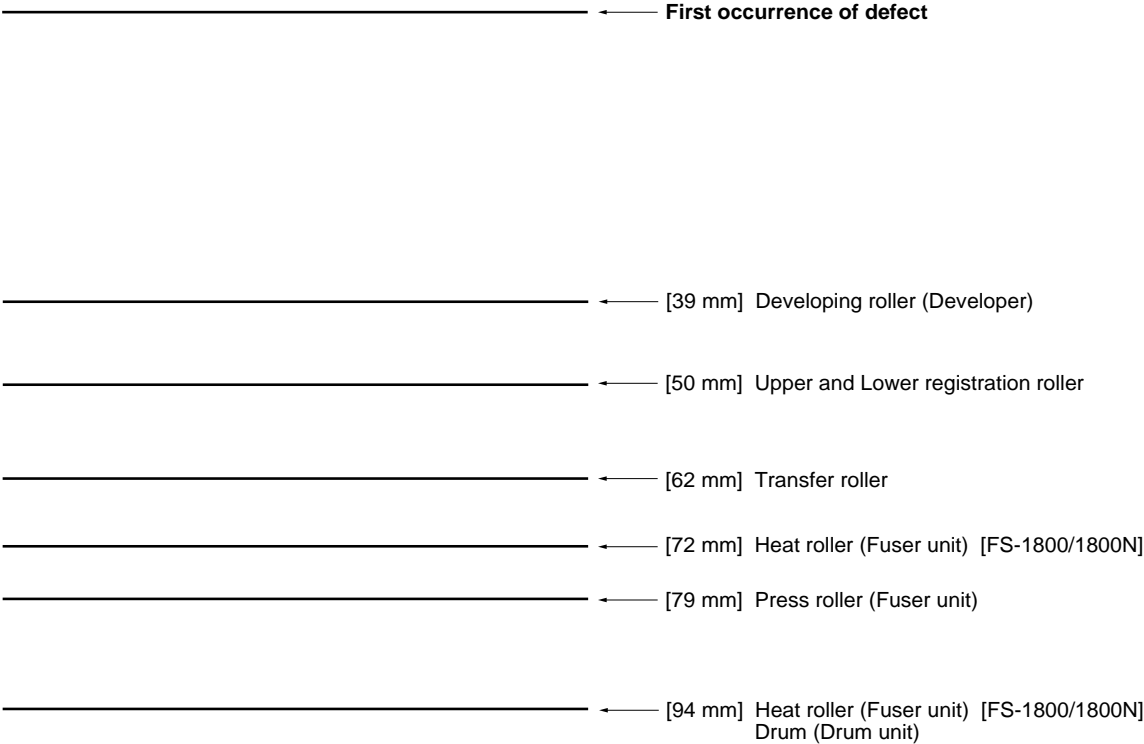 First occurrence of defect
[39 mm] Developing roller (Developer)
[50 mm] Upper and Lower registration roller
[62 mm] Transfer roller
[72 mm] Heat roller (Fuser unit) [FS-1800/1800N]
[79 mm] Press roller (Fuser unit)
[94 mm] Heat roller (Fuser unit) [FS-1800/1800N]
Drum (Drum unit)